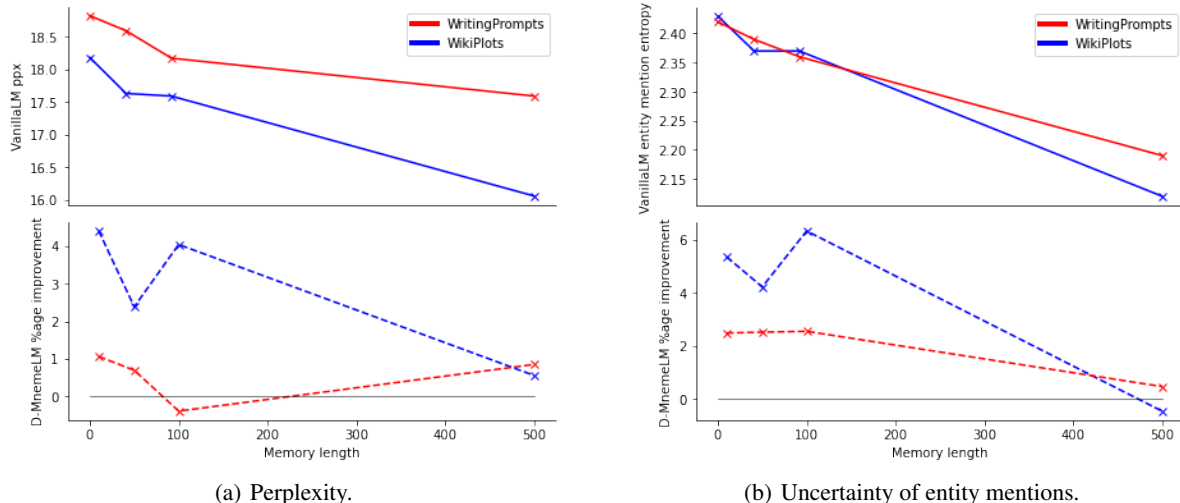 18.5
18.0
17.5
17.0
16.5
16.0
VanillaLM ppx
WritingPrompts
WikiPlots
4
3
2
1
0
D-MnemeLM %age improvement
0 100 200 300 400 500
Memory length
(a) Perplexity.
2.40
2.35
2.30
2.25
2.20
2.15
VanillaLM entity mention entropy
WritingPrompts
WikiPlots
6
4
2
0
D-MnemeLM %age improvement
0 100 200 300 400 500
Memory length
(b) Uncertainty of entity mentions.